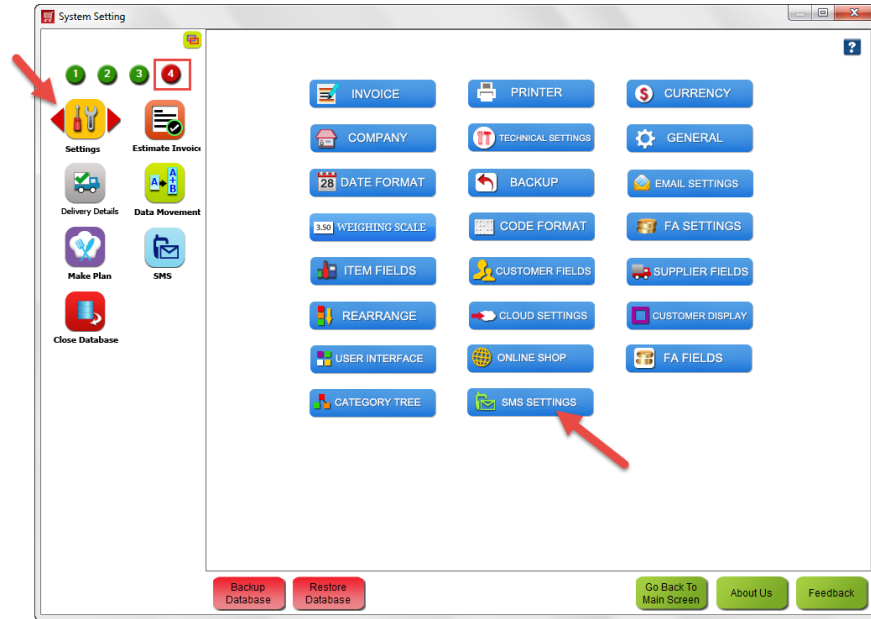 System Setting
1 2 3 4
Settings
Estimate Invoice
Delivery Details
Data Movement
Make Plan
SMS
Close Database
?
INVOICE
PRINTER
CURRENCY
COMPANY
TECHNICAL SETTINGS
GENERAL
28 DATE FORMAT
BACKUP
EMAIL SETTINGS
3.50 WEIGHING SCALE
CODE FORMAT
FA SETTINGS
ITEM FIELDS
CUSTOMER FIELDS
SUPPLIER FIELDS
REARRANGE
CLOUD SETTINGS
CUSTOMER DISPLAY
USER INTERFACE
ONLINE SHOP
FA FIELDS
CATEGORY TREE
SMS SETTINGS
Backup
Database
Restore
Database
Go Back To
Main Screen
About Us
Feedback